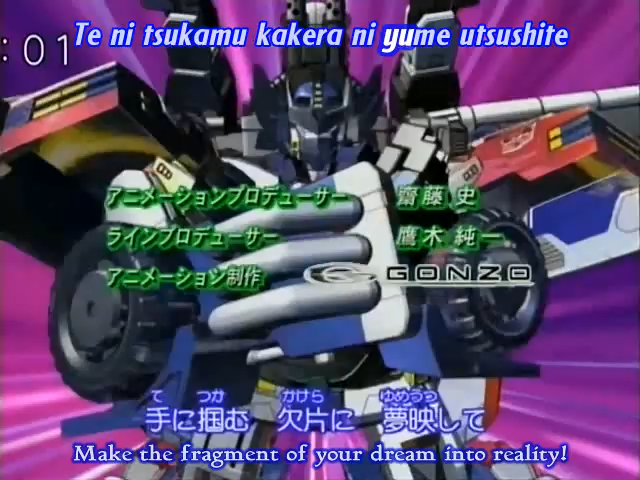 Te ni tsukamu kakera ni yume utsushite
:01
アニメーションプロデューサー 齋藤 史
ラインプロデューサー 鷹木 純一
アニメーション制作 GONZO
て つか かけら ゆめうつ
手に掴む 欠片に 夢映して
Make the fragment of your dream into reality!